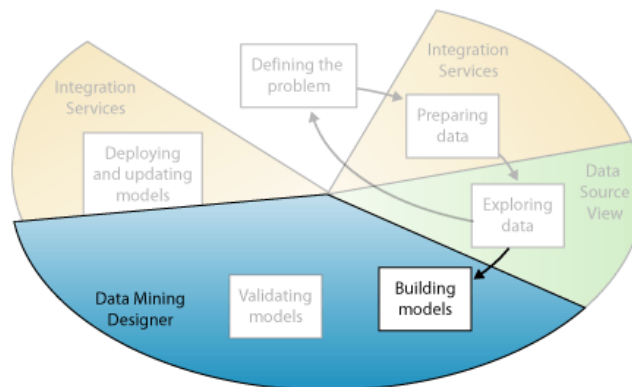 Integration
Services
Defining the
problem
Integration
Services
Preparing
data
Deploying
and updating
models
Exploring
data
Data
Source
View
Data Mining
Designer
Validating
models
Building
models